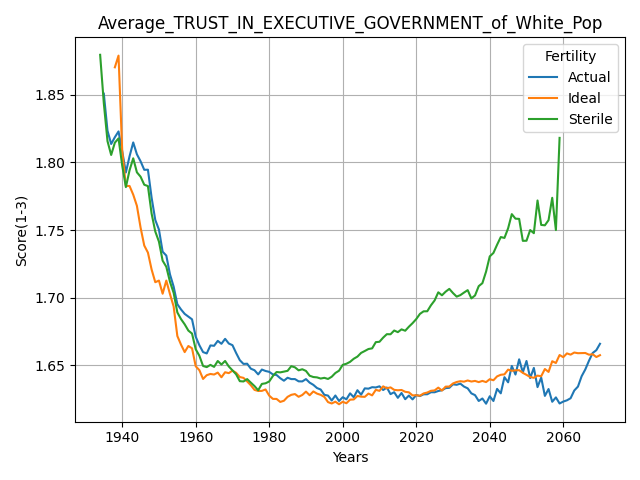 Average_TRUST_IN_EXECUTIVE_GOVERNMENT_of_White_Pop
Fertility
Actual
Ideal
Sterile
Score(1-3)
1.85
1.80
1.75
1.70
1.65
1940 1960 1980 2000 2020 2040 2060
Years